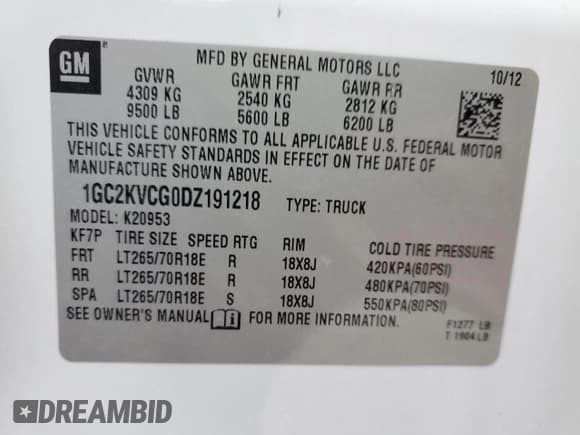 GM
MFD BY GENERAL MOTORS LLC
10/12
GVWR GAWR FRT GAWR RR
4309 KG 2540 KG 2812 KG
9500 LB 5600 LB 6200 LB
THIS VEHICLE CONFORMS TO ALL APPLICABLE U.S. FEDERAL MOTOR
VEHICLE SAFETY STANDARDS IN EFFECT ON THE DATE OF
MANUFACTURE SHOWN ABOVE.
1GC2KVCG0DZ191218 TYPE: TRUCK
MODEL: K20953
KF7P TIRE SIZE SPEED RTG RIM COLD TIRE PRESSURE
FRT LT265/70R18E R 18X8J 420KPA(60PSI)
RR LT265/70R18E R 18X8J 480KPA(70PSI)
SPA LT265/70R18E S 18X8J 550KPA(80PSI)
SEE OWNER'S MANUAL i FOR MORE INFORMATION.
F1277 LB
T 1904 LB
DREAMBID